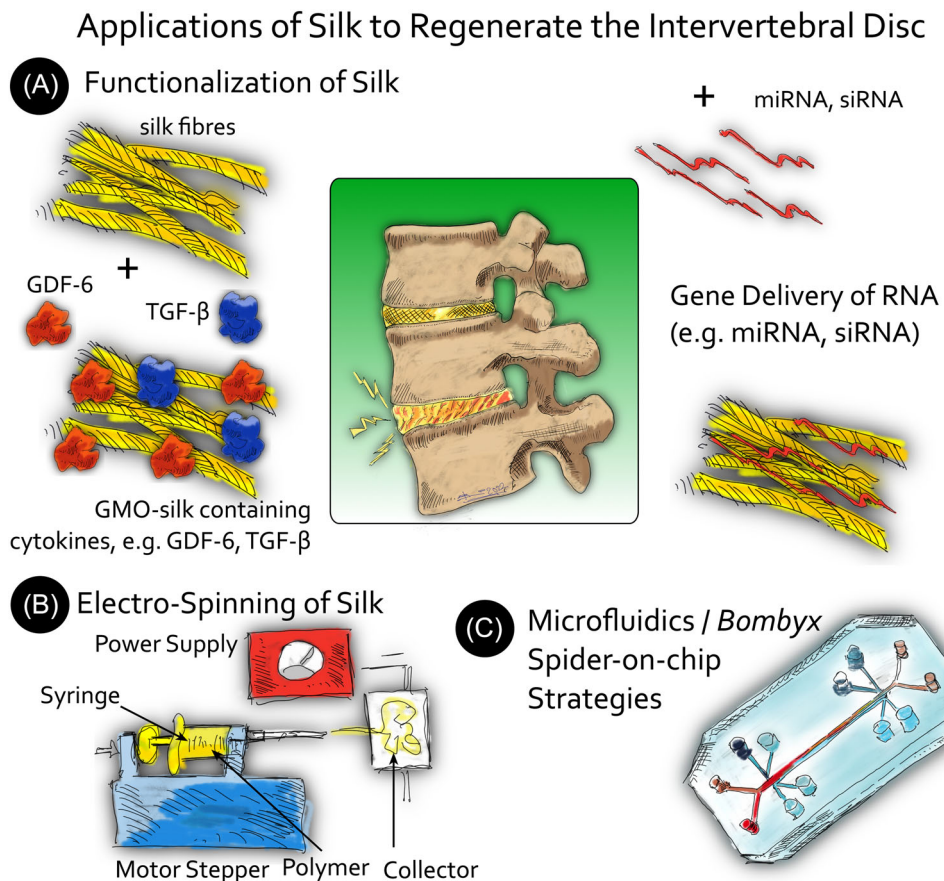 Applications of Silk to Regenerate the Intervertebral Disc
(A) Functionalization of Silk
silk fibres
+ miRNA, siRNA
+
GDF-6
TGF-β
Gene Delivery of RNA
(e.g. miRNA, siRNA)
GMO-silk containing
cytokines, e.g. GDF-6, TGF-β
(B) Electro-Spinning of Silk
Power Supply
Syringe
Motor Stepper
Polymer
Collector
(C) Microfluidics / Bombyx
Spider-on-chip
Strategies